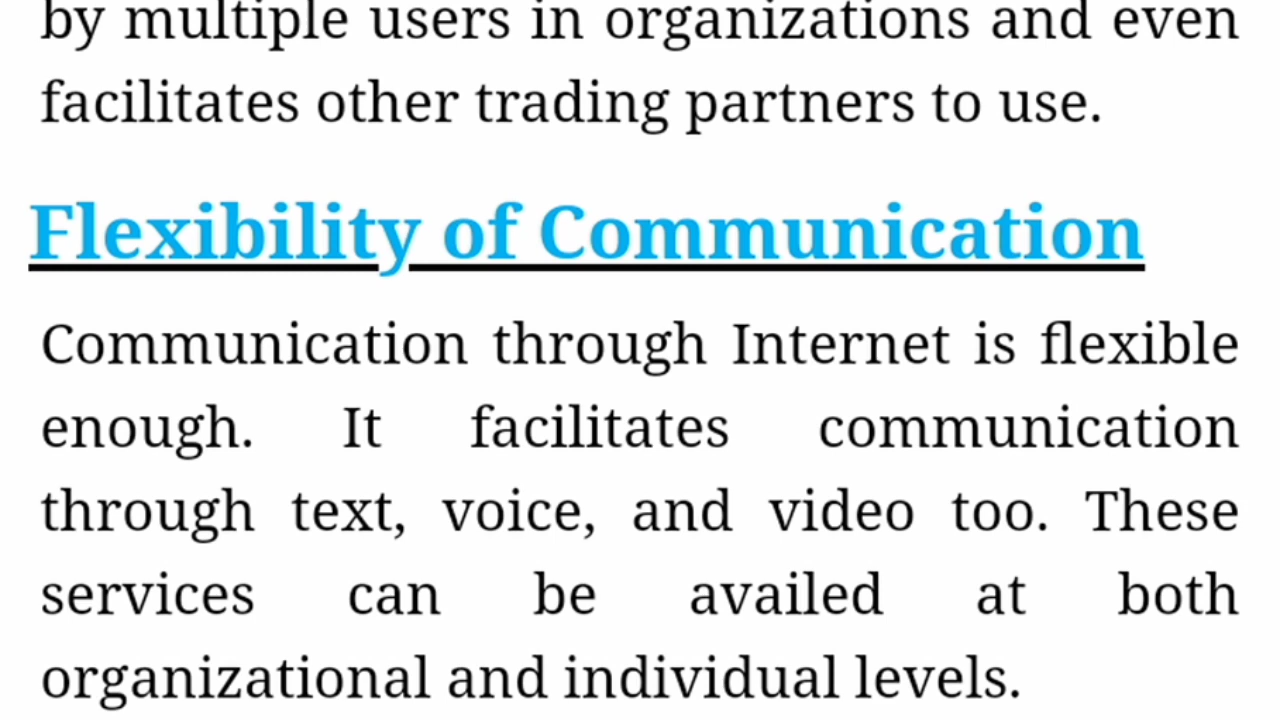 by multiple users in organizations and even
facilitates other trading partners to use.
Flexibility of Communication
Communication through Internet is flexible
enough. It facilitates communication
through text, voice, and video too. These
services can be availed at both
organizational and individual levels.